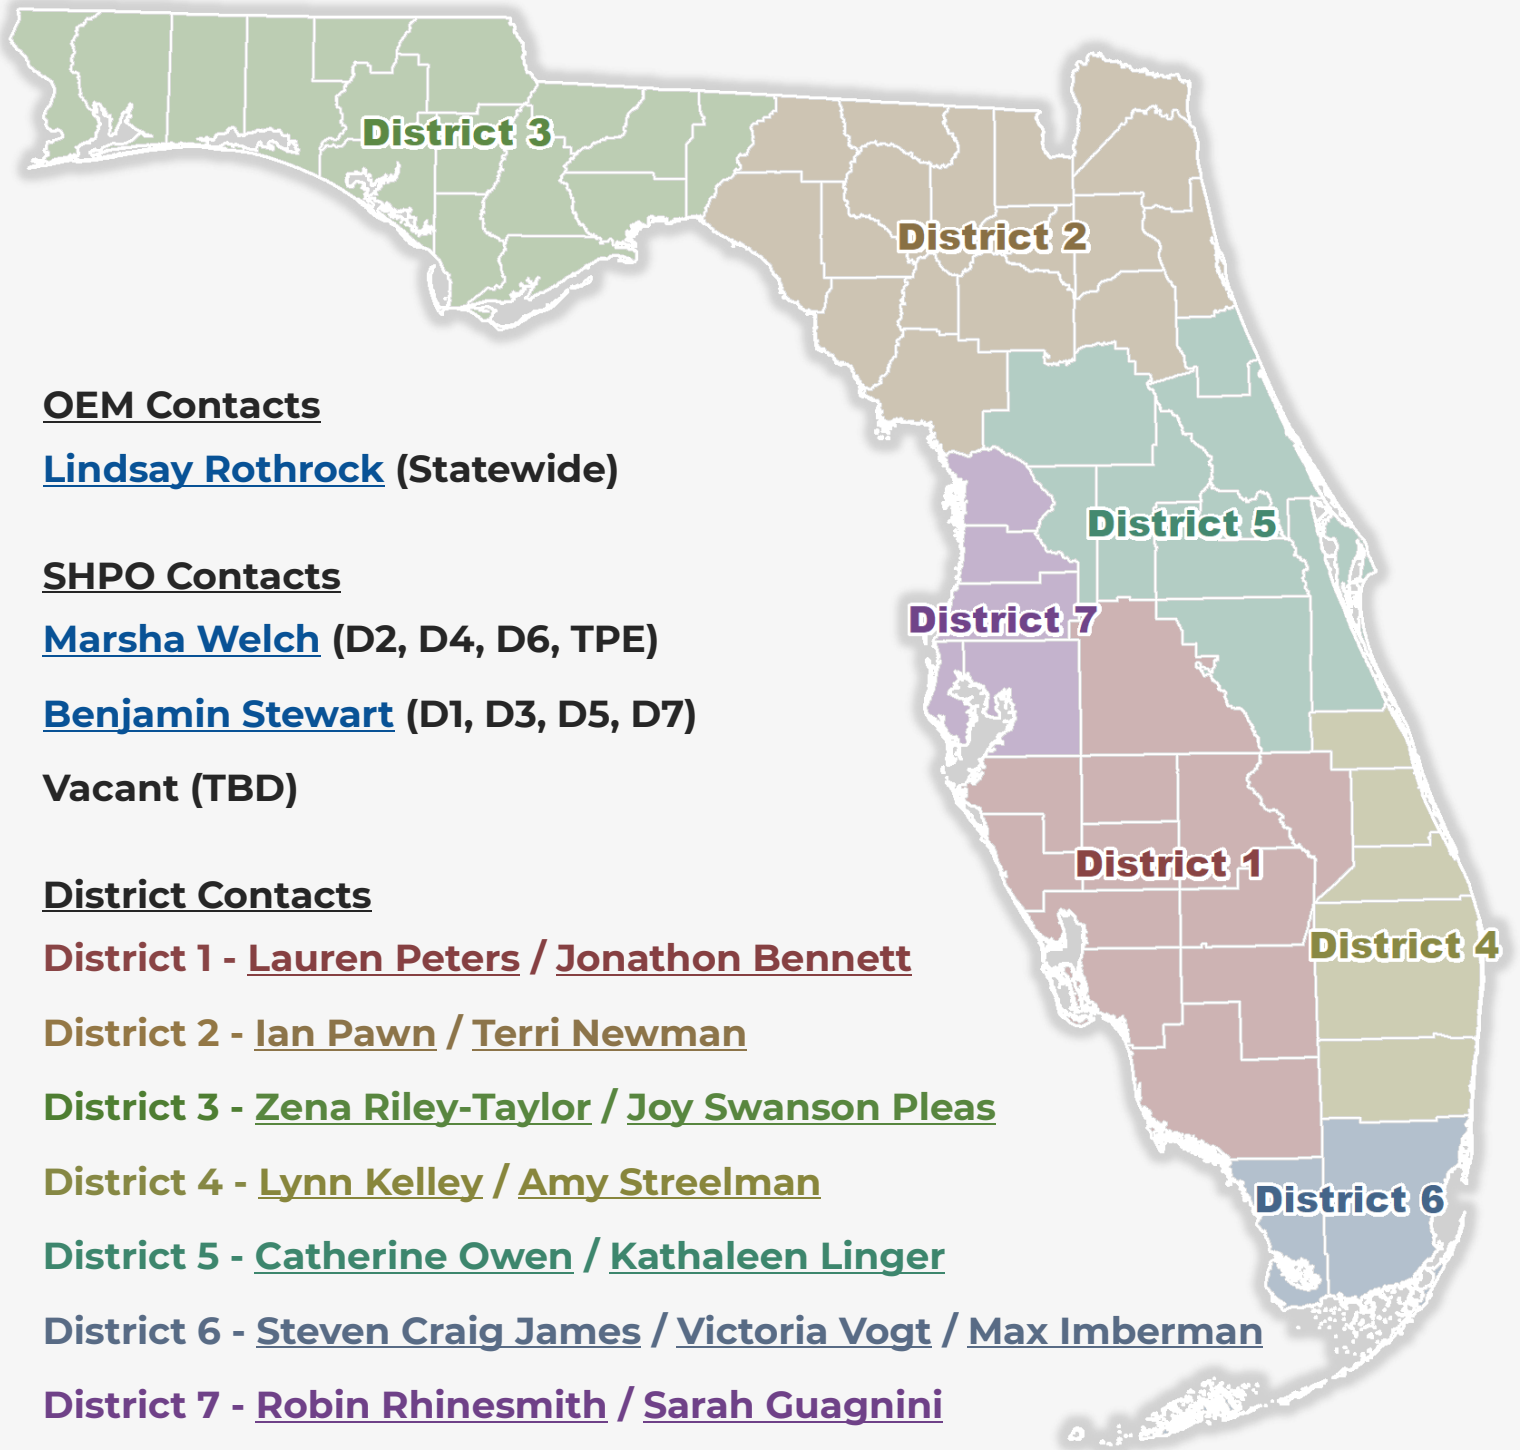 District 3
District 2
OEM Contacts
Lindsay Rothrock (Statewide)
District 5
SHPO Contacts
District 7
Marsha Welch (D2, D4, D6, TPE)
Benjamin Stewart (D1, D3, D5, D7)
Vacant (TBD)
District 1
District Contacts
District 4
District 1 - Lauren Peters / Jonathon Bennett
District 2 - Ian Pawn / Terri Newman
District 3 - Zena Riley-Taylor / Joy Swanson Pleas
District 4 - Lynn Kelley / Amy Streelman
District 6
District 5 - Catherine Owen / Kathaleen Linger
District 6 - Steven Craig James / Victoria Vogt / Max Imberman
District 7 - Robin Rhinesmith / Sarah Guagnini